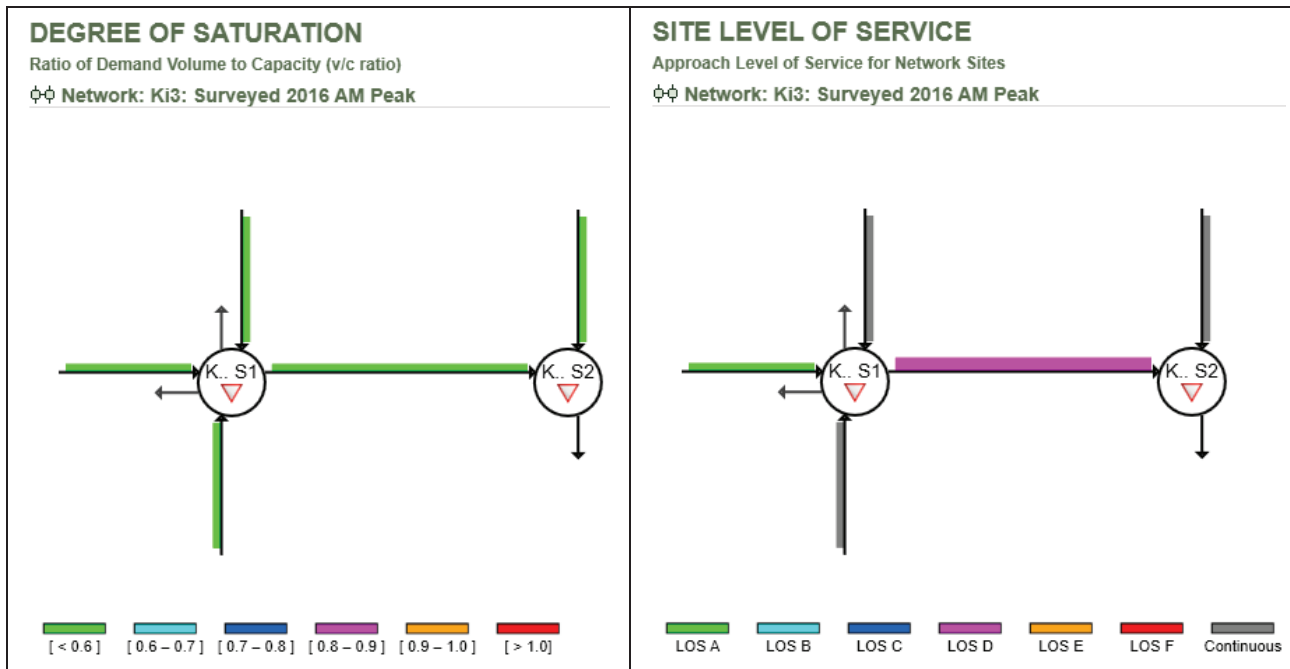 DEGREE OF SATURATION
Ratio of Demand Volume to Capacity (v/c ratio)
Network: Ki3: Surveyed 2016 AM Peak
K.. S1
K.. S2
[ < 0.6 ]
[ 0.6 – 0.7 ]
[ 0.7 – 0.8 ]
[ 0.8 – 0.9 ]
[ 0.9 – 1.0 ]
[ > 1.0 ]
SITE LEVEL OF SERVICE
Approach Level of Service for Network Sites
Network: Ki3: Surveyed 2016 AM Peak
K.. S1
K.. S2
LOS A
LOS B
LOS C
LOS D
LOS E
LOS F
Continuous